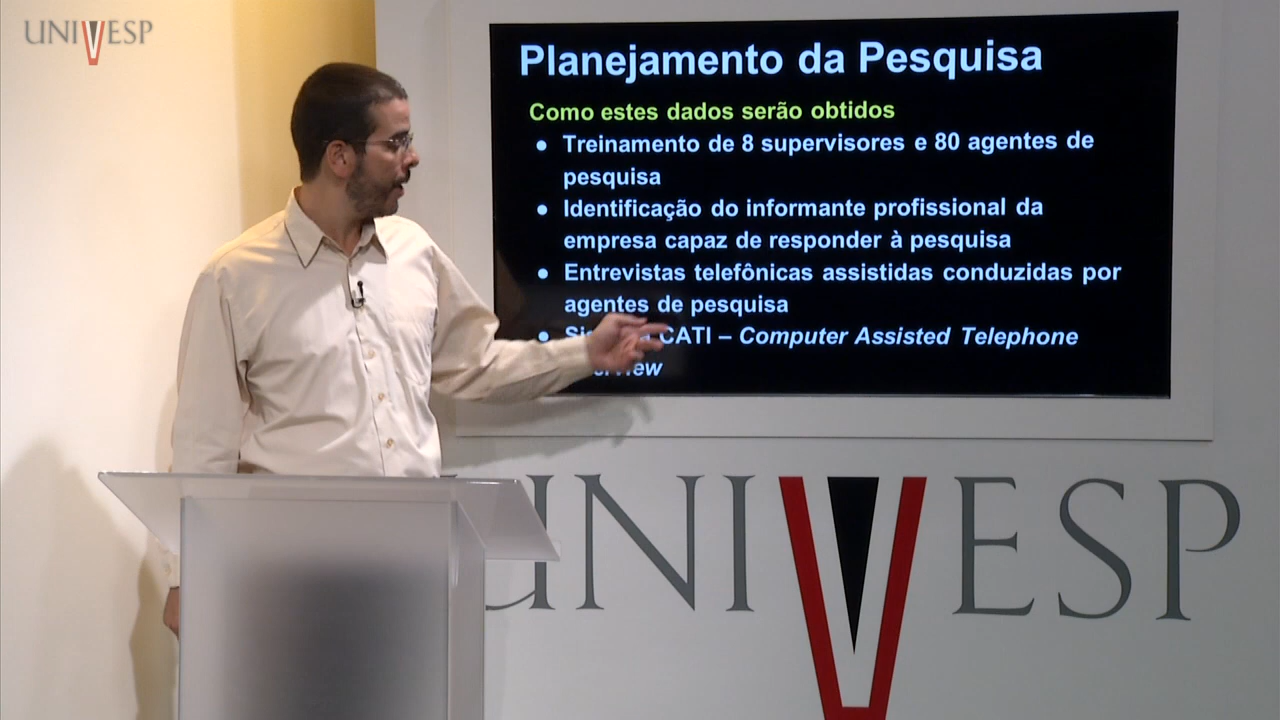 UNIVESP
Planejamento da Pesquisa
Como estes dados serão obtidos
● Treinamento de 8 supervisores e 80 agentes de
pesquisa
● Identificação do informante profissional da
empresa capaz de responder à pesquisa
● Entrevistas telefônicas assistidas conduzidas por
agentes de pesquisa
● CATI – Computer Assisted Telephone
UNIVESP